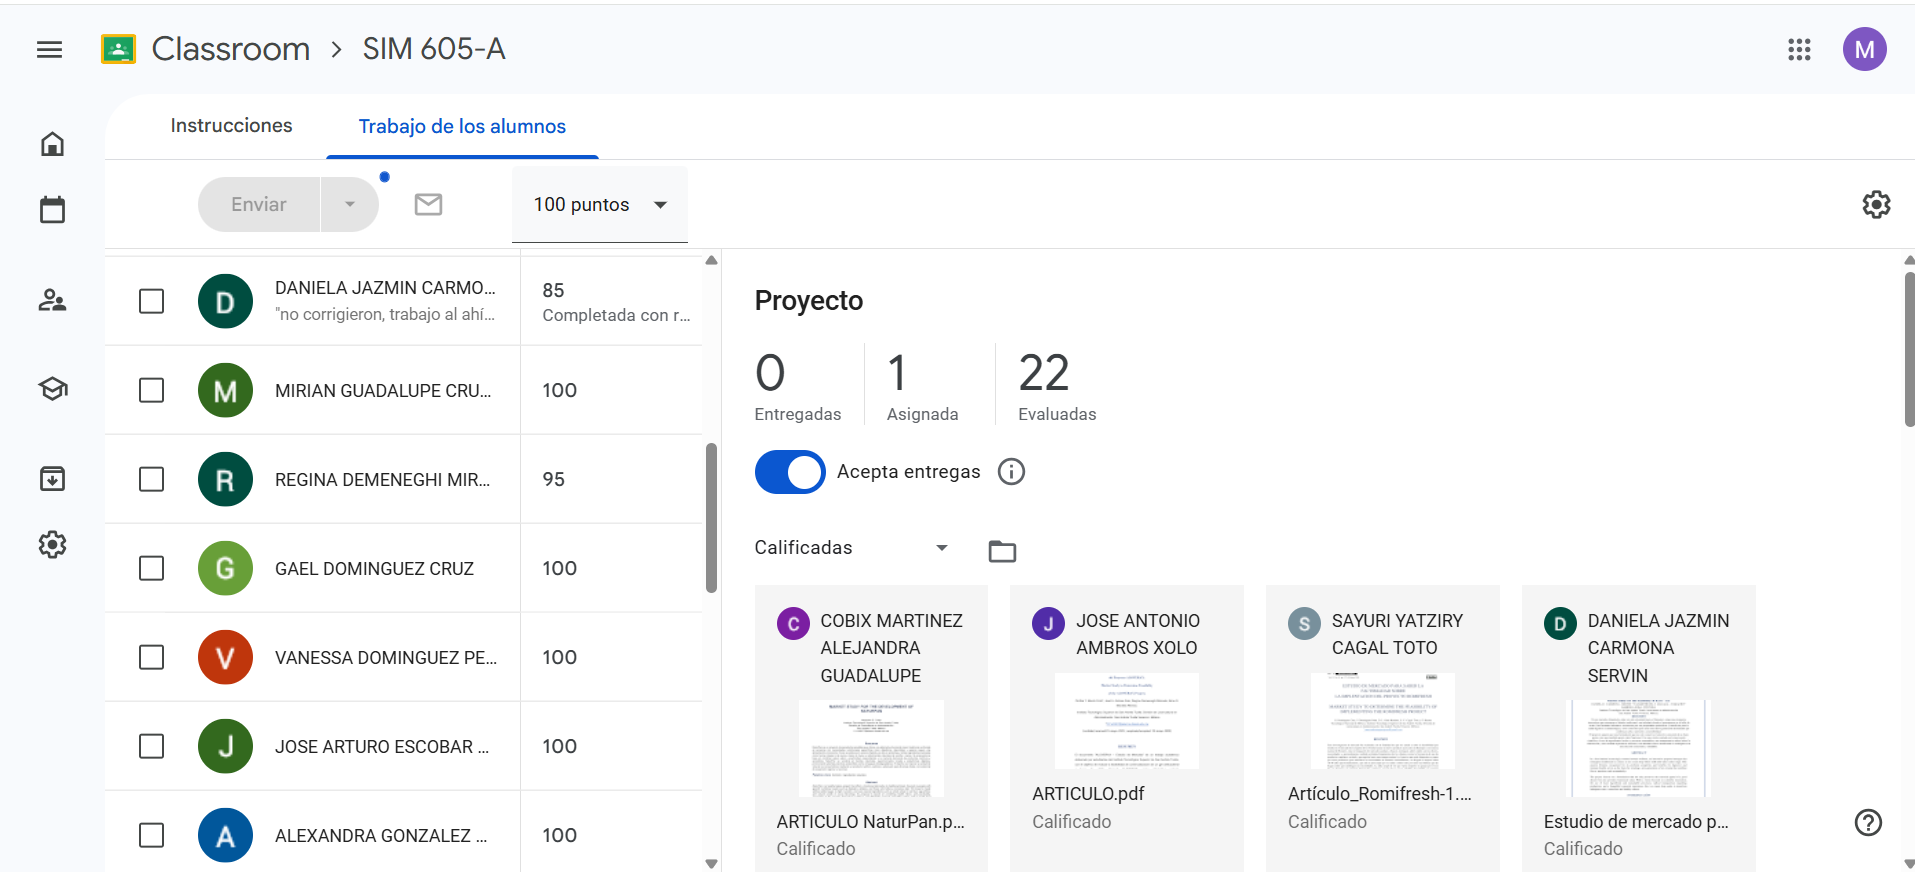 Classroom > SIM 605-A
M
Instrucciones
Trabajo de los alumnos
Enviar
100 puntos
D
DANIELA JAZMIN CARMO...
"no corrigieron, trabajo al ahí...
85
Completada con r...
M
MIRIAN GUADALUPE CRU...
100
R
REGINA DEMENEGHI MIR...
95
G
GAEL DOMINGUEZ CRUZ
100
V
VANESSA DOMINGUEZ PE...
100
J
JOSE ARTURO ESCOBAR ...
100
A
ALEXANDRA GONZALEZ ...
100
Proyecto
0
Entregadas
1
Asignada
22
Evaluadas
Acepta entregas
Calificadas
C
COBIX MARTINEZ
ALEJANDRA
GUADALUPE
ARTICULO NaturPan.p...
Calificado
J
JOSE ANTONIO
AMBROS XOLO
ARTICULO.pdf
Calificado
S
SAYURI YATZIRY
CAGAL TOTO
Artículo_Romifresh-1....
Calificado
D
DANIELA JAZMIN
CARMONA
SERVIN
Estudio de mercado p...
Calificado